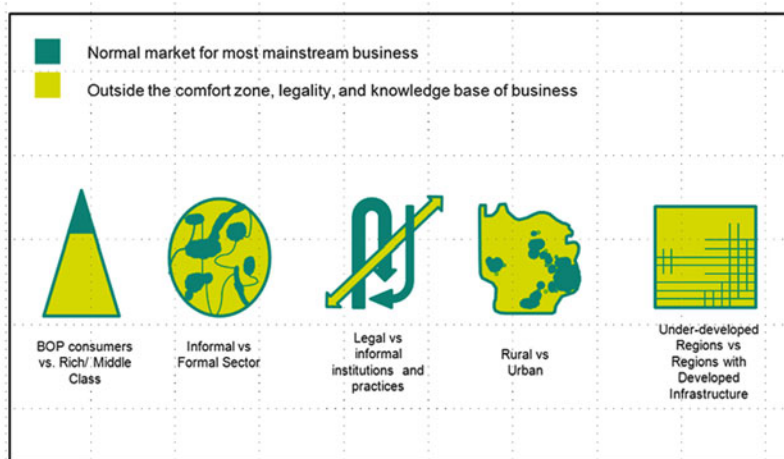 Normal market for most mainstream business
Outside the comfort zone, legality, and knowledge base of business
BOP consumers
vs. Rich/ Middle
Class
Informal vs
Formal Sector
Legal vs
informal
institutions and
practices
Rural vs
Urban
Under-developed
Regions vs
Regions with
Developed
Infrastructure